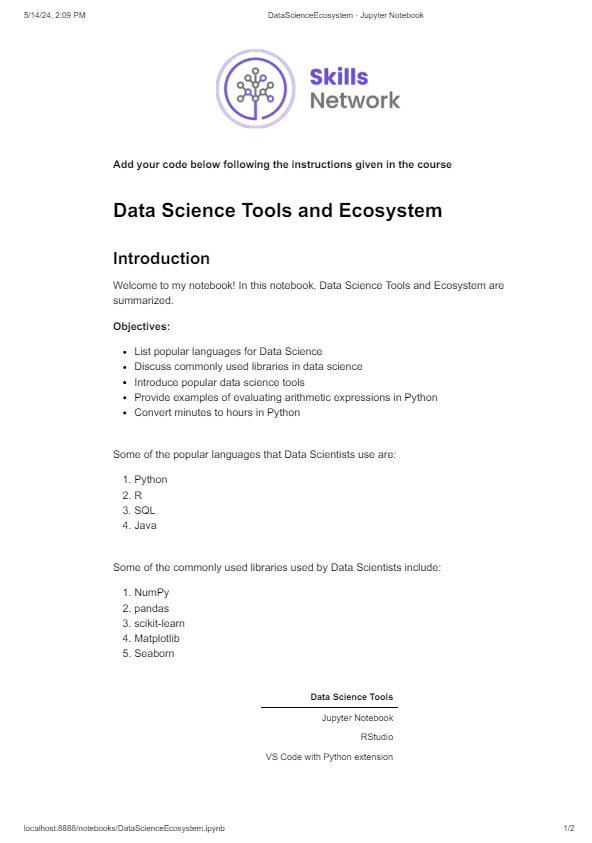 5/14/24, 2:09 PM DataScienceEcosystem - Jupyter Notebook
Skills
Network
Add your code below following the instructions given in the course
Data Science Tools and Ecosystem
Introduction
Welcome to my notebook! In this notebook, Data Science Tools and Ecosystem are
summarized.
Objectives:
• List popular languages for Data Science
• Discuss commonly used libraries in data science
• Introduce popular data science tools
• Provide examples of evaluating arithmetic expressions in Python
• Convert minutes to hours in Python
Some of the popular languages that Data Scientists use are:
1. Python
2. R
3. SQL
4. Java
Some of the commonly used libraries used by Data Scientists include:
1. NumPy
2. pandas
3. scikit-learn
4. Matplotlib
5. Seaborn
Data Science Tools
Jupyter Notebook
RStudio
VS Code with Python extension
localhost:8888/notebooks/DataScienceEcosystem.ipynb 1/2